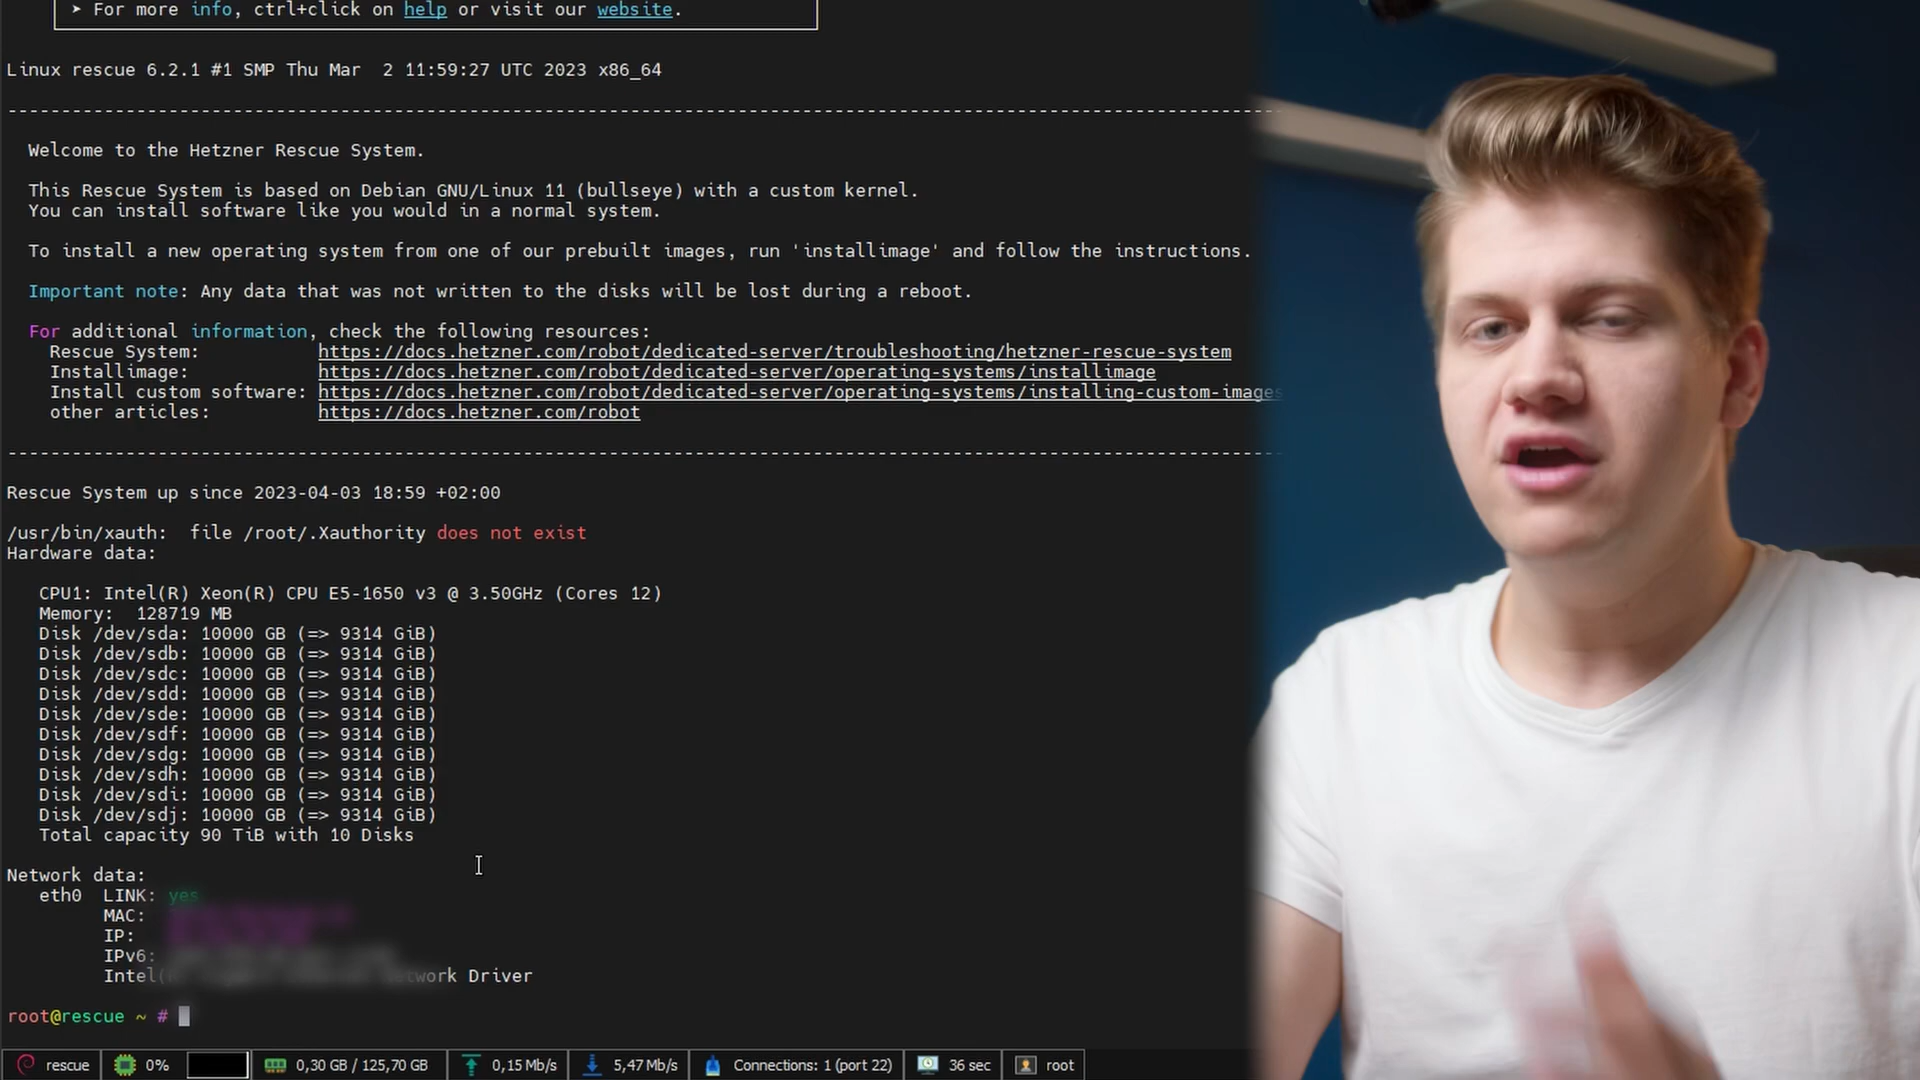 ➤ For more info, ctrl+click on help or visit our website.
Linux rescue 6.2.1 #1 SMP Thu Mar  2 11:59:27 UTC 2023 x86_64
Welcome to the Hetzner Rescue System.
This Rescue System is based on Debian GNU/Linux 11 (bullseye) with a custom kernel.
You can install software like you would in a normal system.
To install a new operating system from one of our prebuilt images, run 'installimage' and follow the instructions.
Important note: Any data that was not written to the disks will be lost during a reboot.
For additional information, check the following resources:
Rescue System: https://docs.hetzner.com/robot/dedicated-server/troubleshooting/hetzner-rescue-system
Installimage: https://docs.hetzner.com/robot/dedicated-server/operating-systems/installimage
Install custom software: https://docs.hetzner.com/robot/dedicated-server/operating-systems/installing-custom-images
other articles: https://docs.hetzner.com/robot
Rescue System up since 2023-04-03 18:59 +02:00
/usr/bin/xauth:  file /root/.Xauthority does not exist
Hardware data:
CPU1: Intel(R) Xeon(R) CPU E5-1650 v3 @ 3.50GHz (Cores 12)
Memory:  128719 MB
Disk /dev/sda: 10000 GB (=> 9314 GiB)
Disk /dev/sdb: 10000 GB (=> 9314 GiB)
Disk /dev/sdc: 10000 GB (=> 9314 GiB)
Disk /dev/sdd: 10000 GB (=> 9314 GiB)
Disk /dev/sde: 10000 GB (=> 9314 GiB)
Disk /dev/sdf: 10000 GB (=> 9314 GiB)
Disk /dev/sdg: 10000 GB (=> 9314 GiB)
Disk /dev/sdh: 10000 GB (=> 9314 GiB)
Disk /dev/sdi: 10000 GB (=> 9314 GiB)
Disk /dev/sdj: 10000 GB (=> 9314 GiB)
Total capacity 90 TiB with 10 Disks
Network data:
eth0  LINK: yes
MAC:
IP:
IPv6:
Driver
root@rescue ~ #
rescue 0% 0,30 GB / 125,70 GB 0,15 Mb/s 5,47 Mb/s Connections: 1 (port 22) 36 sec root